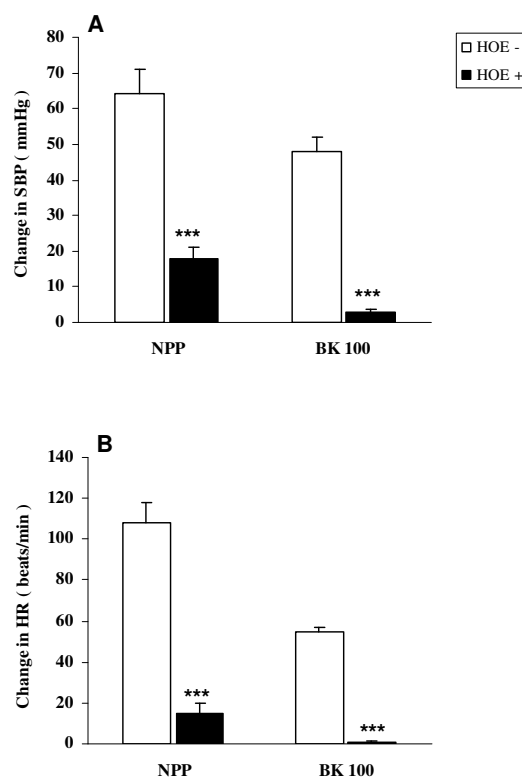 A
HOE -
HOE +
Change in SBP ( mmHg)
80
70
60
50
40
30
20
10
0
***
***
NPP
BK 100
B
Change in HR ( beats/min)
140
120
100
80
60
40
20
0
***
***
NPP
BK 100